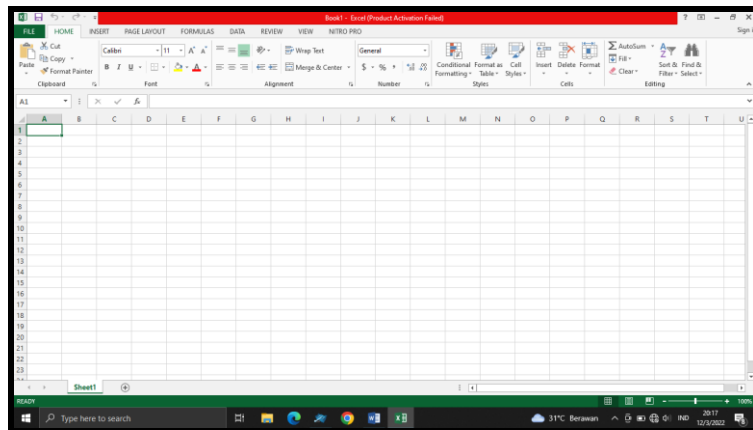 Book1 - Excel (Product Activation Failed)
FILE HOME INSERT PAGE LAYOUT FORMULAS DATA REVIEW VIEW NITRO PRO Sign i
Cut
Copy
Format Painter
Paste
Calibri 11
B I U
Wrap Text
Merge & Center
General
$ % ,
Conditional Formatting
Format as Table
Cell Styles
Insert Delete Format
AutoSum
Fill
Clear
Sort & Filter
Find & Select
Clipboard Font Alignment Number Styles Cells Editing
A1 fx
A B C D E F G H I J K L M N O P Q R S T U
1
2
3
4
5
6
7
8
9
10
11
12
13
14
15
16
17
18
19
20
21
22
23
Sheet1
READY 100%
Type here to search 31°C Berawan IND 20:17
12/3/2022